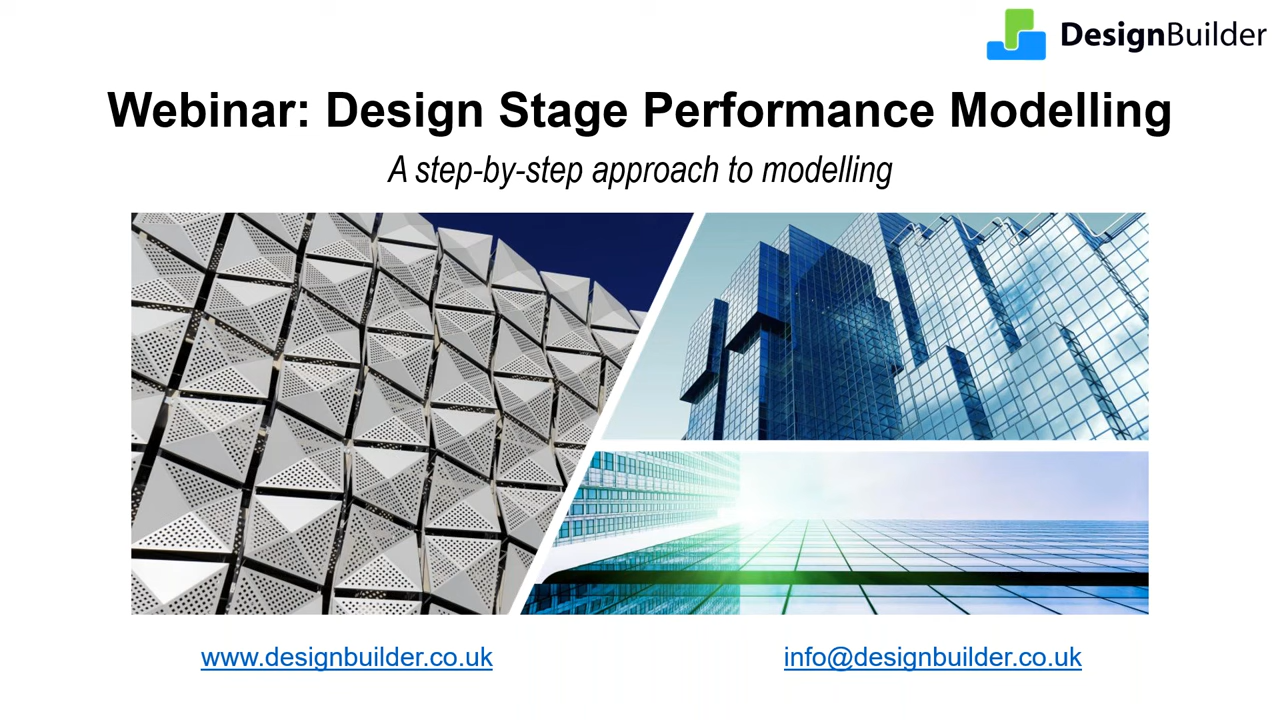 DesignBuilder
Webinar: Design Stage Performance Modelling
A step-by-step approach to modelling
www.designbuilder.co.uk
info@designbuilder.co.uk